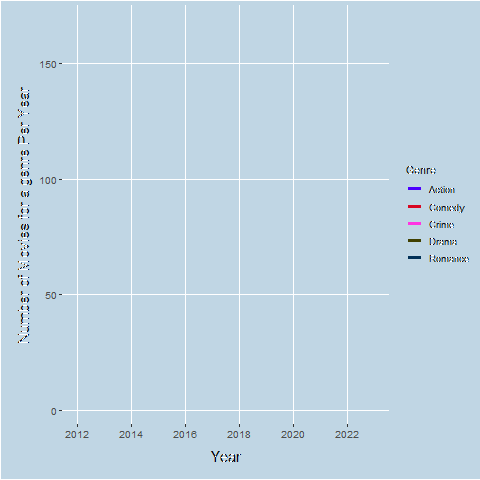 Number of Movies for a genre Per Year
150
100
50
0
2012 2014 2016 2018 2020 2022
Year
Genre
Action
Comedy
Crime
Drama
Romance